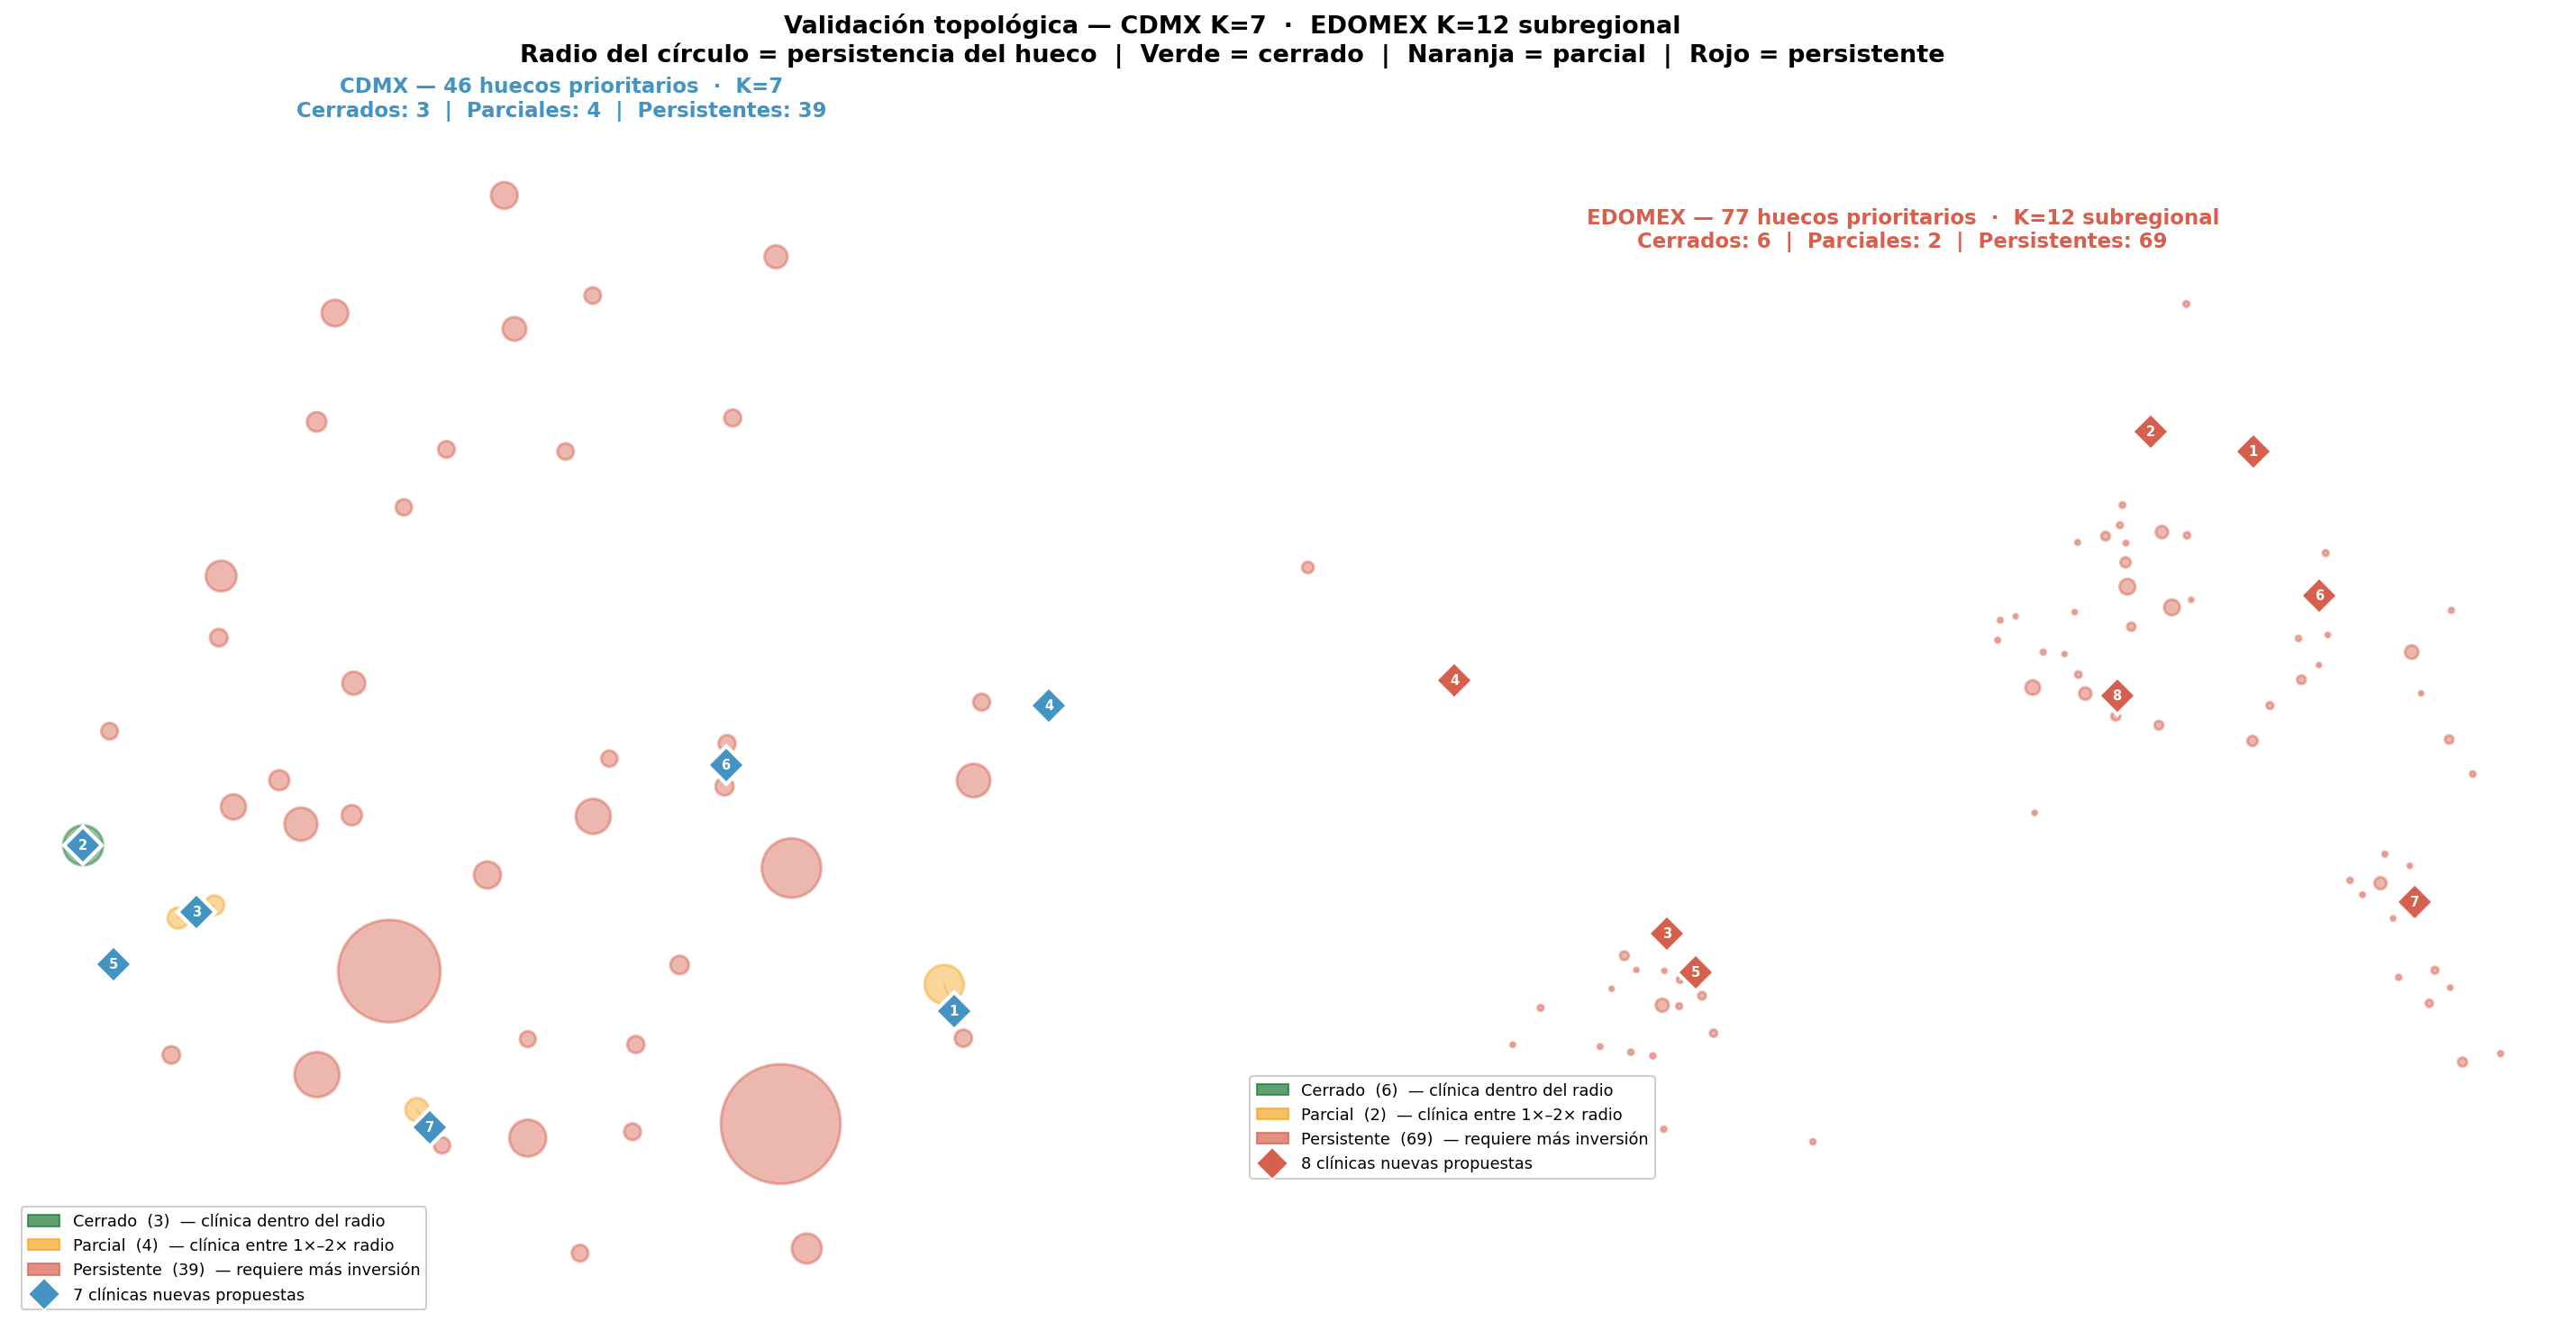 Validación topológica — CDMX K=7 · EDOMEX K=12 subregional
Radio del círculo = persistencia del hueco | Verde = cerrado | Naranja = parcial | Rojo = persistente
CDMX — 46 huecos prioritarios · K=7
Cerrados: 3 | Parciales: 4 | Persistentes: 39
4
6
2
3
5
1
7
Cerrado (3) — clínica dentro del radio
Parcial (4) — clínica entre 1×–2× radio
Persistente (39) — requiere más inversión
7 clínicas nuevas propuestas
EDOMEX — 77 huecos prioritarios · K=12 subregional
Cerrados: 6 | Parciales: 2 | Persistentes: 69
2
1
6
4
8
7
3
5
Cerrado (6) — clínica dentro del radio
Parcial (2) — clínica entre 1×–2× radio
Persistente (69) — requiere más inversión
8 clínicas nuevas propuestas